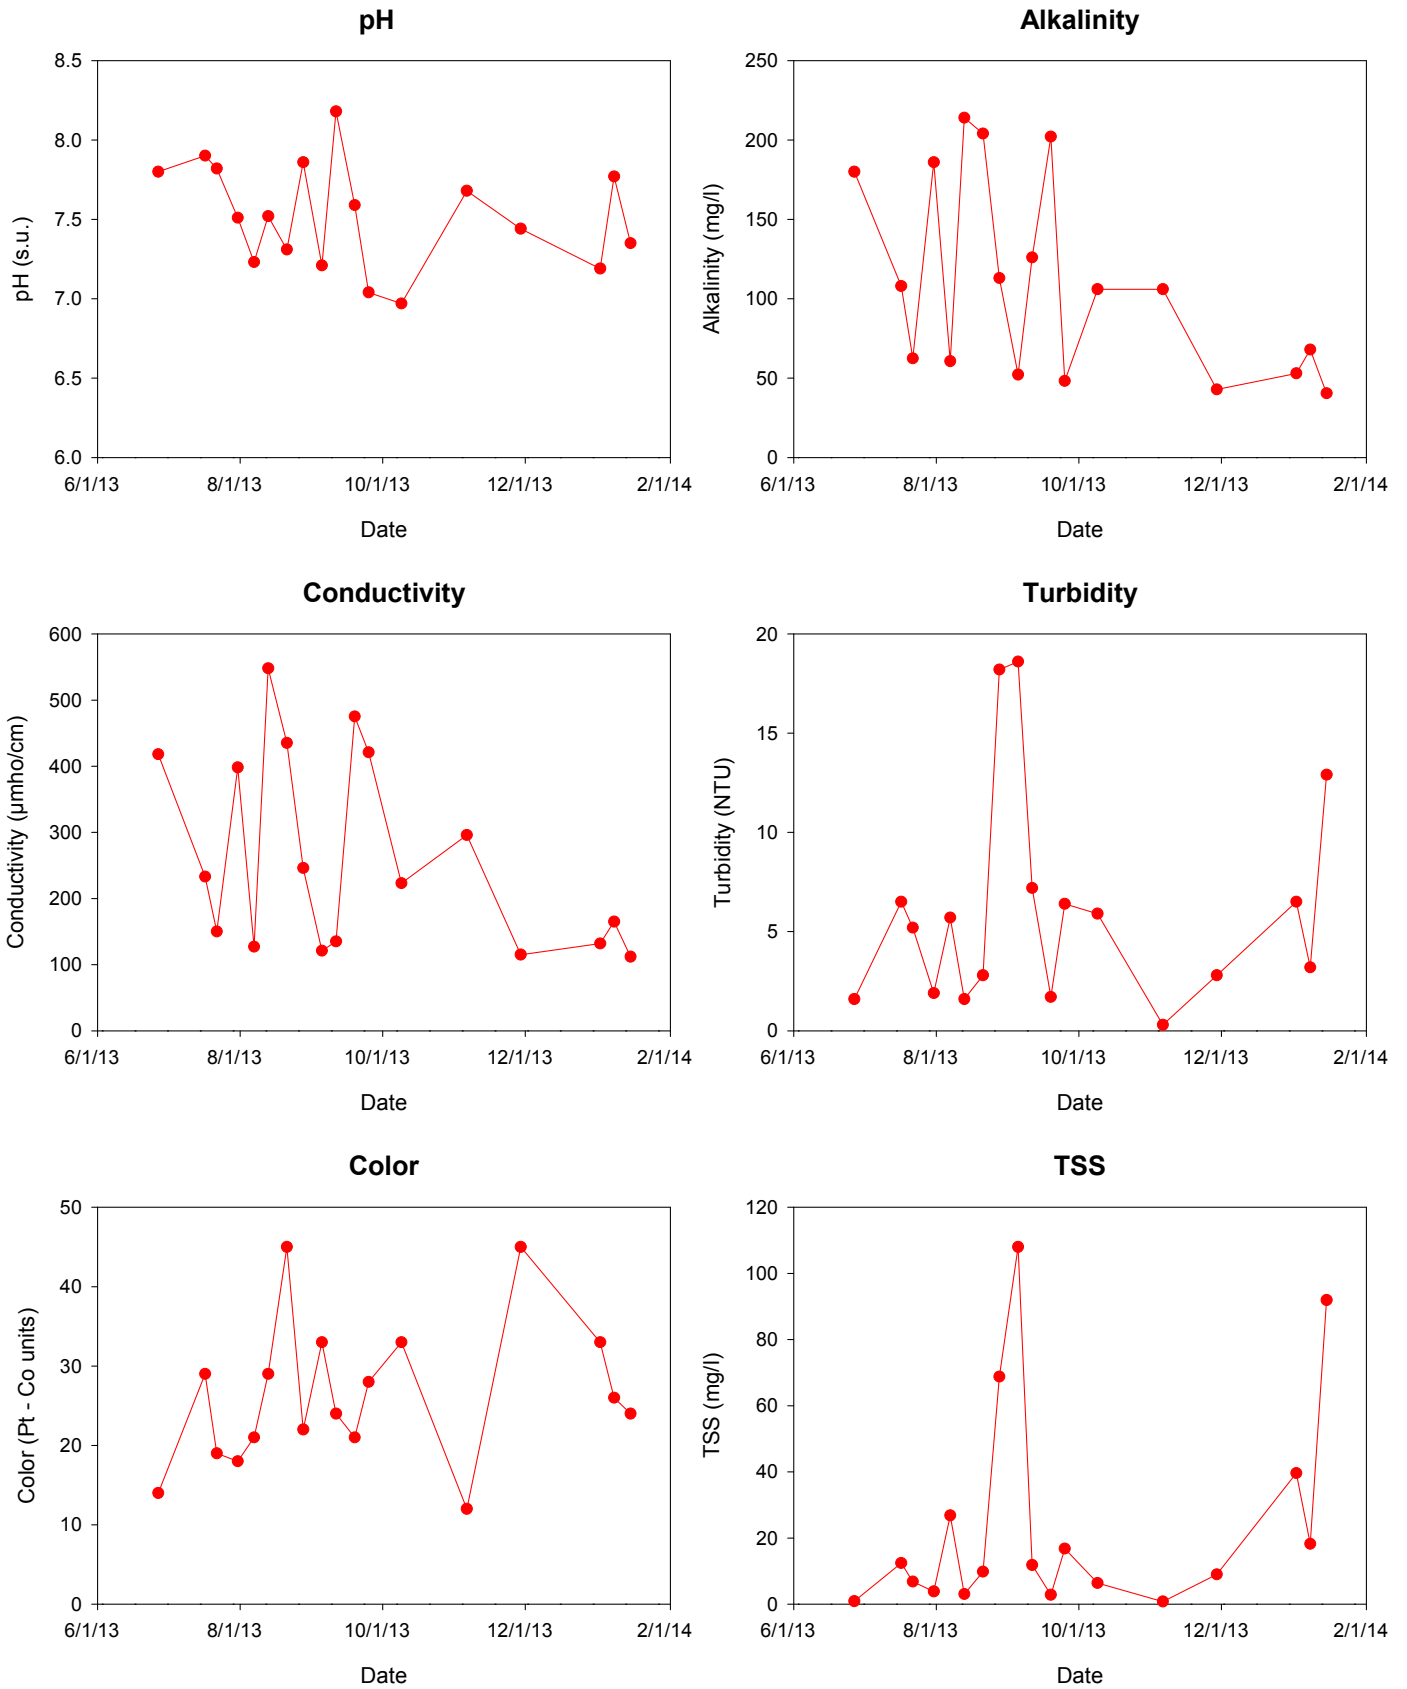 pH
8.5
8.0
7.5
7.0
6.5
6.0
pH (s.u.)
6/1/13 8/1/13 10/1/13 12/1/13 2/1/14
Date
Alkalinity
250
200
150
100
50
0
Alkalinity (mg/l)
6/1/13 8/1/13 10/1/13 12/1/13 2/1/14
Date
Conductivity
600
500
400
300
200
100
0
Conductivity (µmho/cm)
6/1/13 8/1/13 10/1/13 12/1/13 2/1/14
Date
Turbidity
20
15
10
5
0
Turbidity (NTU)
6/1/13 8/1/13 10/1/13 12/1/13 2/1/14
Date
Color
50
40
30
20
10
0
Color (Pt - Co units)
6/1/13 8/1/13 10/1/13 12/1/13 2/1/14
Date
TSS
120
100
80
60
40
20
0
TSS (mg/l)
6/1/13 8/1/13 10/1/13 12/1/13 2/1/14
Date